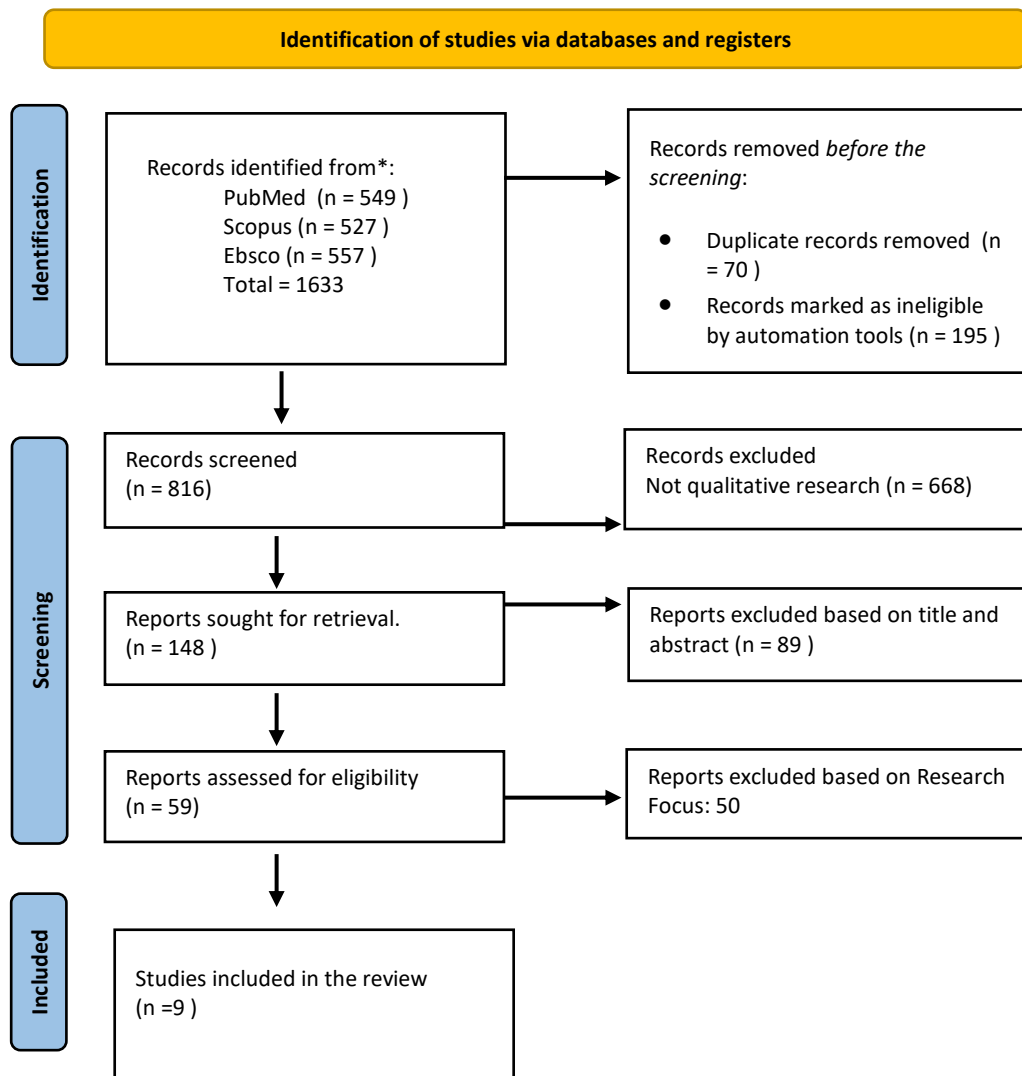 Identification of studies via databases and registers
Identification
Records identified from*:
PubMed (n = 549 )
Scopus (n = 527 )
Ebsco (n = 557 )
Total = 1633
Records removed before the
screening:
● Duplicate records removed (n
= 70 )
● Records marked as ineligible
by automation tools (n = 195 )
Screening
Records screened
(n = 816)
Records excluded
Not qualitative research (n = 668)
Reports sought for retrieval.
(n = 148 )
Reports excluded based on title and
abstract (n = 89 )
Reports assessed for eligibility
(n = 59)
Reports excluded based on Research
Focus: 50
Included
Studies included in the review
(n =9 )